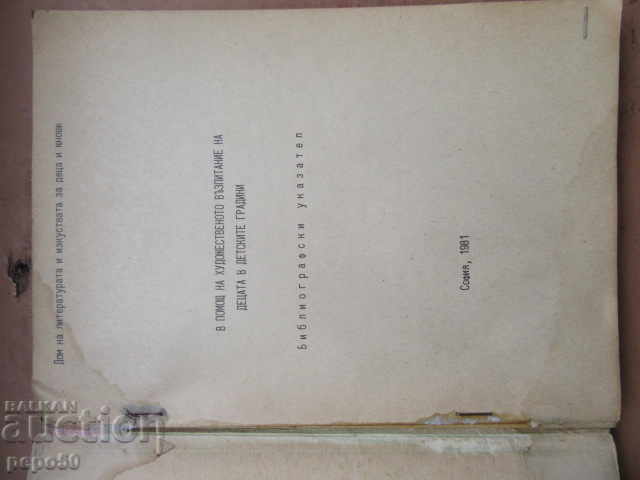 Дом на литературата и изкуствата за деца и юноши
В ПОМОЩ НА ХУДОЖЕСТВЕНОТО ВЪЗПИТАНИЕ НА
ДЕЦАТА В ДЕТСКИТЕ ГРАДИНИ
Библиографски указател
София, 1981
BALKAN
auction
pepo50